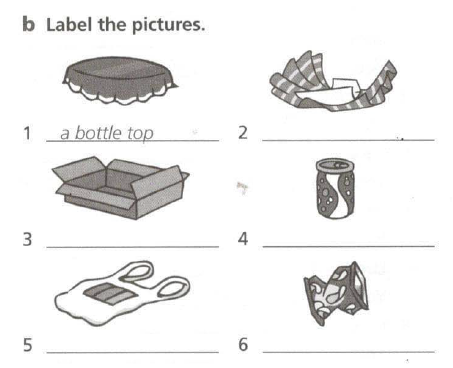 b Label the pictures.
1 a bottle top 2
3 4
5 6